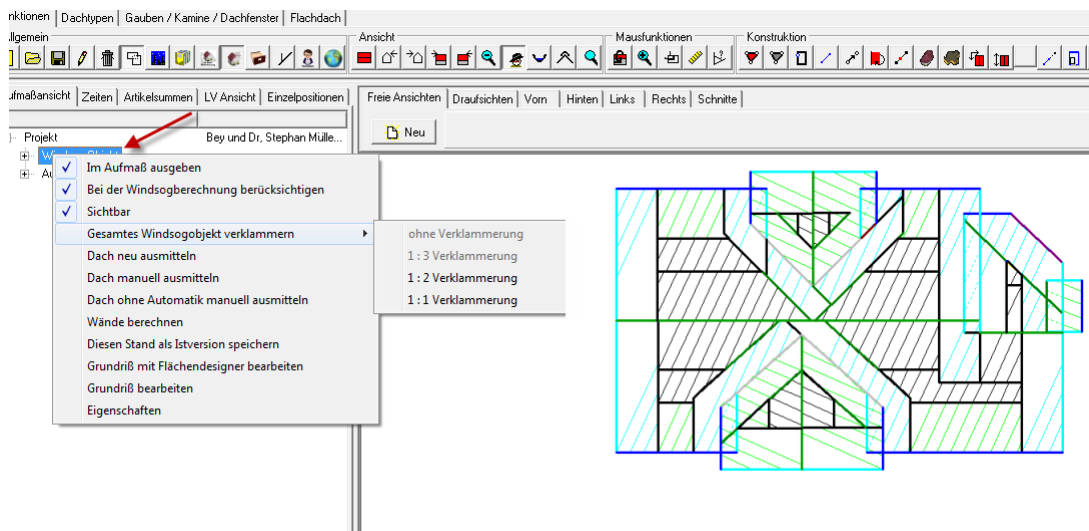 nktionen Dachtypen Gauben / Kamine / Dachfenster Flachdach
llgemein Ansicht Mausfunktionen Konstruktion
ufmaßansicht Zeiten Artikelsummen LV Ansicht Einzelpositionen
Freie Ansichten Draufsichten Vorn Hinten Links Rechts Schnitte
Neu
Projekt Bey und Dr, Stephan Mülle...
Im Aufmaß ausgeben
Bei der Windsogberechnung berücksichtigen
Sichtbar
Gesamtes Windsogobjekt verklammern
Dach neu ausmitteln
Dach manuell ausmitteln
Dach ohne Automatik manuell ausmitteln
Wände berechnen
Diesen Stand als Istversion speichern
Grundriß mit Flächendesigner bearbeiten
Grundriß bearbeiten
Eigenschaften
ohne Verklammerung
1 : 3 Verklammerung
1 : 2 Verklammerung
1 : 1 Verklammerung